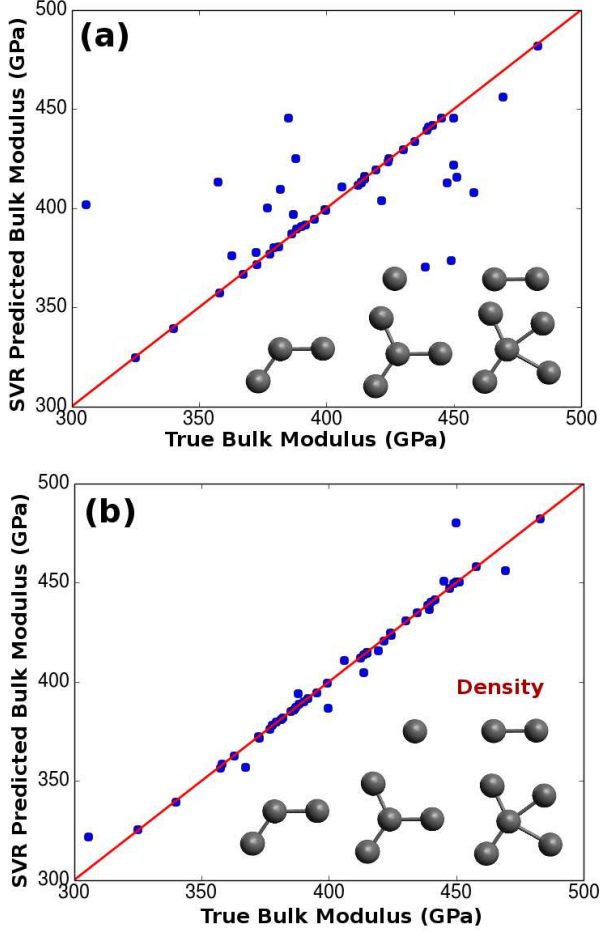 (a)
SVR Predicted Bulk Modulus (GPa)
500
450
400
350
300
300 350 400 450 500
True Bulk Modulus (GPa)
(b)
SVR Predicted Bulk Modulus (GPa)
500
450
400
350
300
Density
300 350 400 450 500
True Bulk Modulus (GPa)